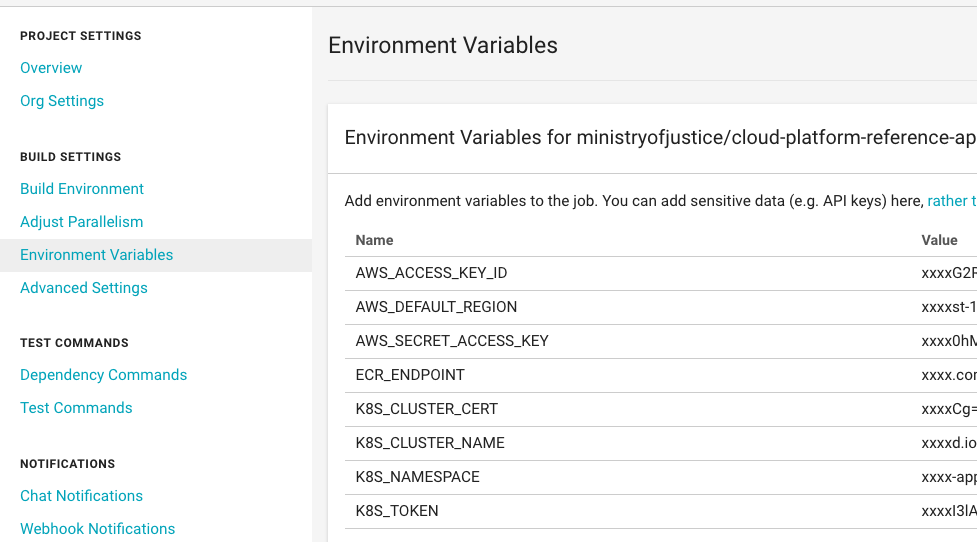 PROJECT SETTINGS
Overview
Org Settings
BUILD SETTINGS
Build Environment
Adjust Parallelism
Environment Variables
Advanced Settings
TEST COMMANDS
Dependency Commands
Test Commands
NOTIFICATIONS
Chat Notifications
Webhook Notifications
Environment Variables
Environment Variables for ministryofjustice/cloud-platform-reference-ap
Add environment variables to the job. You can add sensitive data (e.g. API keys) here, rather t
Name Value
AWS_ACCESS_KEY_ID xxxxG2R
AWS_DEFAULT_REGION xxxxst-1
AWS_SECRET_ACCESS_KEY xxxx0hM
ECR_ENDPOINT xxxx.con
K8S_CLUSTER_CERT xxxxCg=
K8S_CLUSTER_NAME xxxxd.io
K8S_NAMESPACE xxxx-app
K8S_TOKEN xxxxI3lA